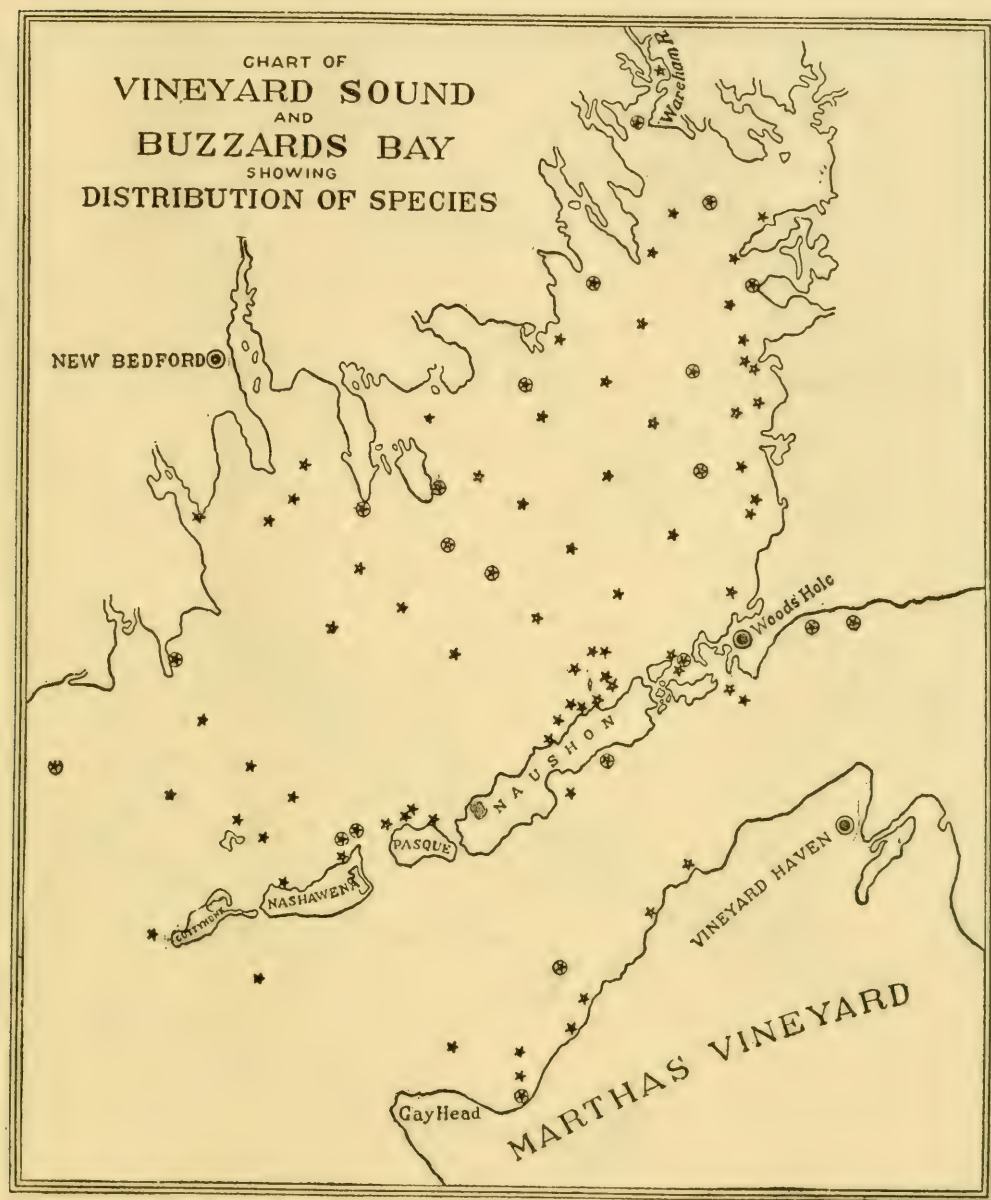 CHART OF
VINEYARD SOUND
AND
BUZZARDS BAY
SHOWING
DISTRIBUTION OF SPECIES
Wareham R.
NEW BEDFORD
Woods Hole
NAUSHON
PASQUE
NASHAWENA
CUTTYHUNK
VINEYARD HAVEN
MARTHAS VINEYARD
Gay Head